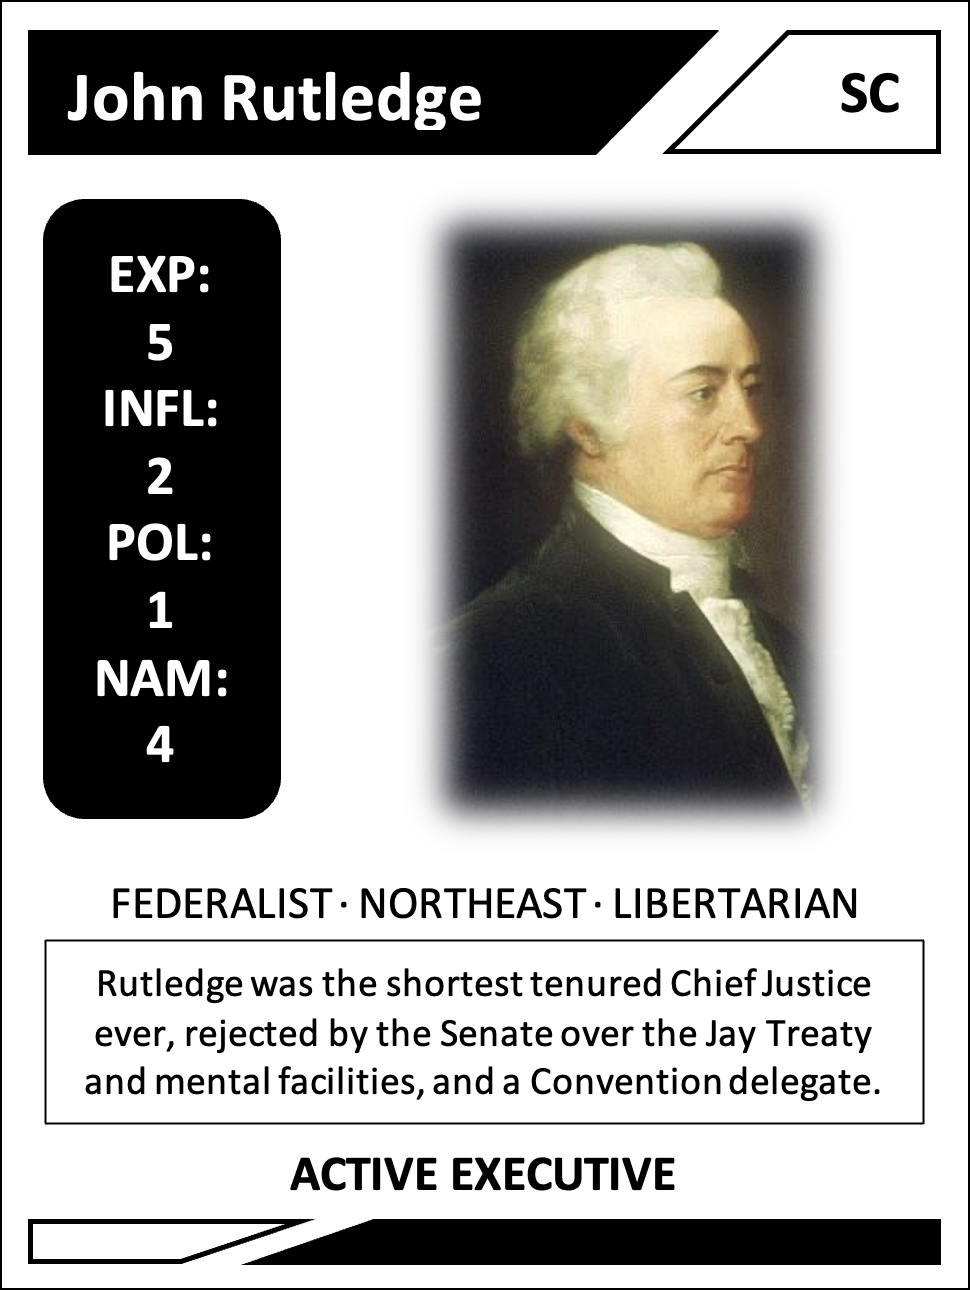 John Rutledge
SC
EXP:
5
INFL:
2
POL:
1
NAM:
4
FEDERALIST · NORTHEAST · LIBERTARIAN
Rutledge was the shortest tenured Chief Justice
ever, rejected by the Senate over the Jay Treaty
and mental facilities, and a Convention delegate.
ACTIVE EXECUTIVE